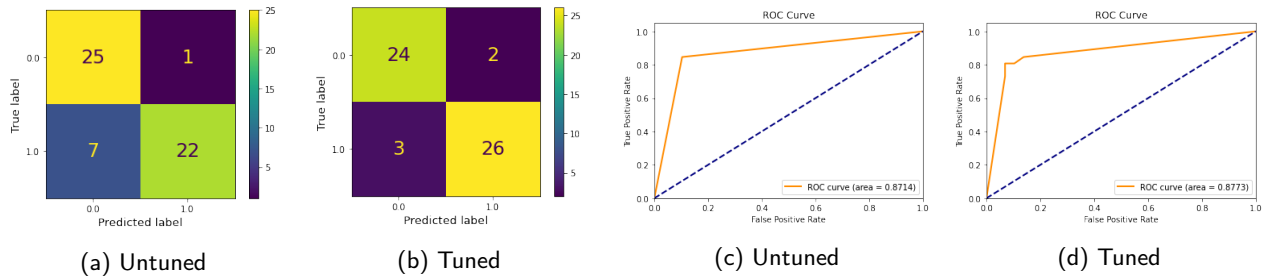 0.0
1.0
True label
25
1
7
22
0.0
1.0
Predicted label
25
20
15
10
5
(a) Untuned
0.0
1.0
True label
24
2
3
26
0.0
1.0
Predicted label
25
20
15
10
5
(b) Tuned
ROC Curve
True Positive Rate
1.0
0.8
0.6
0.4
0.2
0.0
ROC curve (area = 0.8714)
0.0 0.2 0.4 0.6 0.8 1.0
False Positive Rate
(c) Untuned
ROC Curve
True Positive Rate
1.0
0.8
0.6
0.4
0.2
0.0
ROC curve (area = 0.8773)
0.0 0.2 0.4 0.6 0.8 1.0
False Positive Rate
(d) Tuned